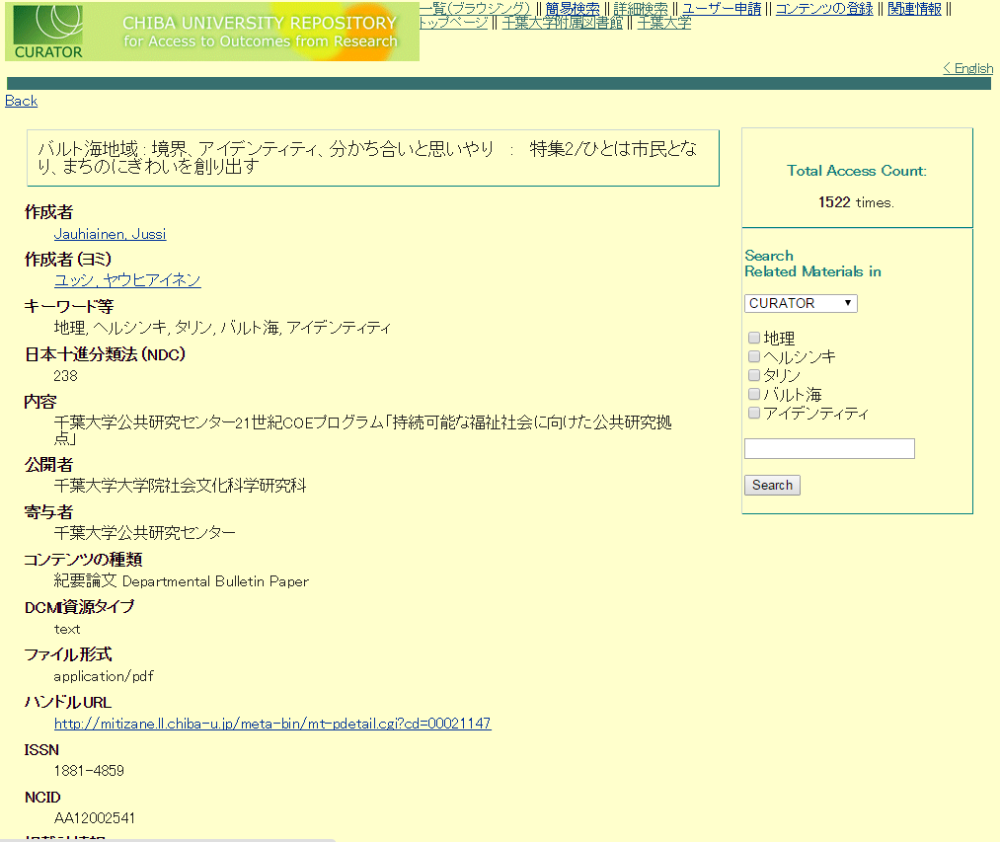 CURATOR
CHIBA UNIVERSITY REPOSITORY
for Access to Outcomes from Research
一覧(ブラウジング) || 簡易検索 || 詳細検索 || ユーザー申請 || コンテンツの登録 || 関連情報 ||
トップページ || 千葉大学附属図書館 || 千葉大学
< English
Back
バルト海地域 : 境界、アイデンティティ、分かち合いと思いやり : 特集2/ひとは市民とな
り、まちのにぎわいを創り出す
作成者
Jauhiainen, Jussi
作成者 (ヨミ)
ユッシ, ヤウヒアイネン
キーワード等
地理, ヘルシンキ, タリン, バルト海, アイデンティティ
日本十進分類法 (NDC)
238
内容
千葉大学公共研究センター21世紀COEプログラム「持続可能な福祉社会に向けた公共研究拠
点」
公開者
千葉大学大学院社会文化科学研究科
寄与者
千葉大学公共研究センター
コンテンツの種類
紀要論文 Departmental Bulletin Paper
DCMI資源タイプ
text
ファイル形式
application/pdf
ハンドルURL
http://mitizane.ll.chiba-u.jp/meta-bin/mt-pdetail.cgi?cd=00021147
ISSN
1881-4859
NCID
AA12002541
Total Access Count:
1522 times.
Search
Related Materials in
CURATOR
地理
ヘルシンキ
タリン
バルト海
アイデンティティ
Search